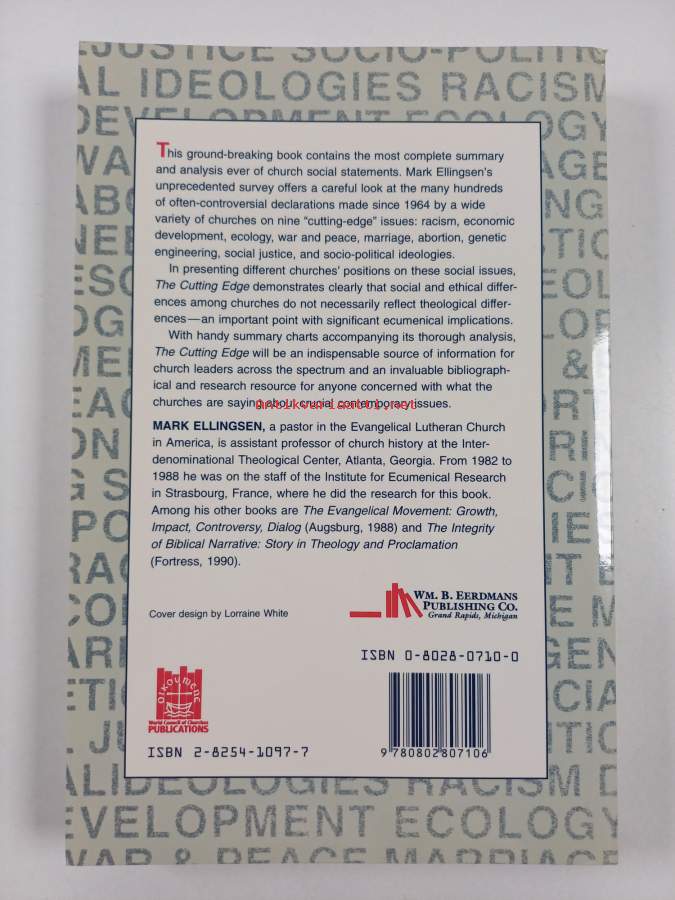 JUSTICE SOCIO-POLITIC
AL IDEOLOGIES RACISM
DEVELOPMENT ECOLOGY
This ground-breaking book contains the most complete summary
and analysis ever of church social statements. Mark Ellingsen's
unprecedented survey offers a careful look at the many hundreds
of often-controversial declarations made since 1964 by a wide
variety of churches on nine "cutting-edge" issues: racism, economic
development, ecology, war and peace, marriage, abortion, genetic
engineering, social justice, and socio-political ideologies.
In presenting different churches' positions on these social issues,
The Cutting Edge demonstrates clearly that social and ethical differ-
ences among churches do not necessarily reflect theological differ-
ences—an important point with significant ecumenical implications.
With handy summary charts accompanying its thorough analysis,
The Cutting Edge will be an indispensable source of information for
church leaders across the spectrum and an invaluable bibliograph-
ical and research resource for anyone concerned with what the
churches are saying about crucial contemporary issues.
antikvariaatti.net
MARK ELLINGSEN, a pastor in the Evangelical Lutheran Church
in America, is assistant professor of church history at the Inter-
denominational Theological Center, Atlanta, Georgia. From 1982 to
1988 he was on the staff of the Institute for Ecumenical Research
in Strasbourg, France, where he did the research for this book.
Among his other books are The Evangelical Movement: Growth,
Impact, Controversy, Dialog (Augsburg, 1988) and The Integrity
of Biblical Narrative: Story in Theology and Proclamation
(Fortress, 1990).
Cover design by Lorraine White
WM. B. EERDMANS
PUBLISHING CO.
Grand Rapids, Michigan
ISBN 0-8028-0710-0
9 780802 807106
OIKOUMENE
World Council of Churches
PUBLICATIONS
ISBN 2-8254-1097-7
AL IDEOLOGIES RACISM D
EVELOPMENT ECOLOGY
WAR & PEACE MARRIAGE